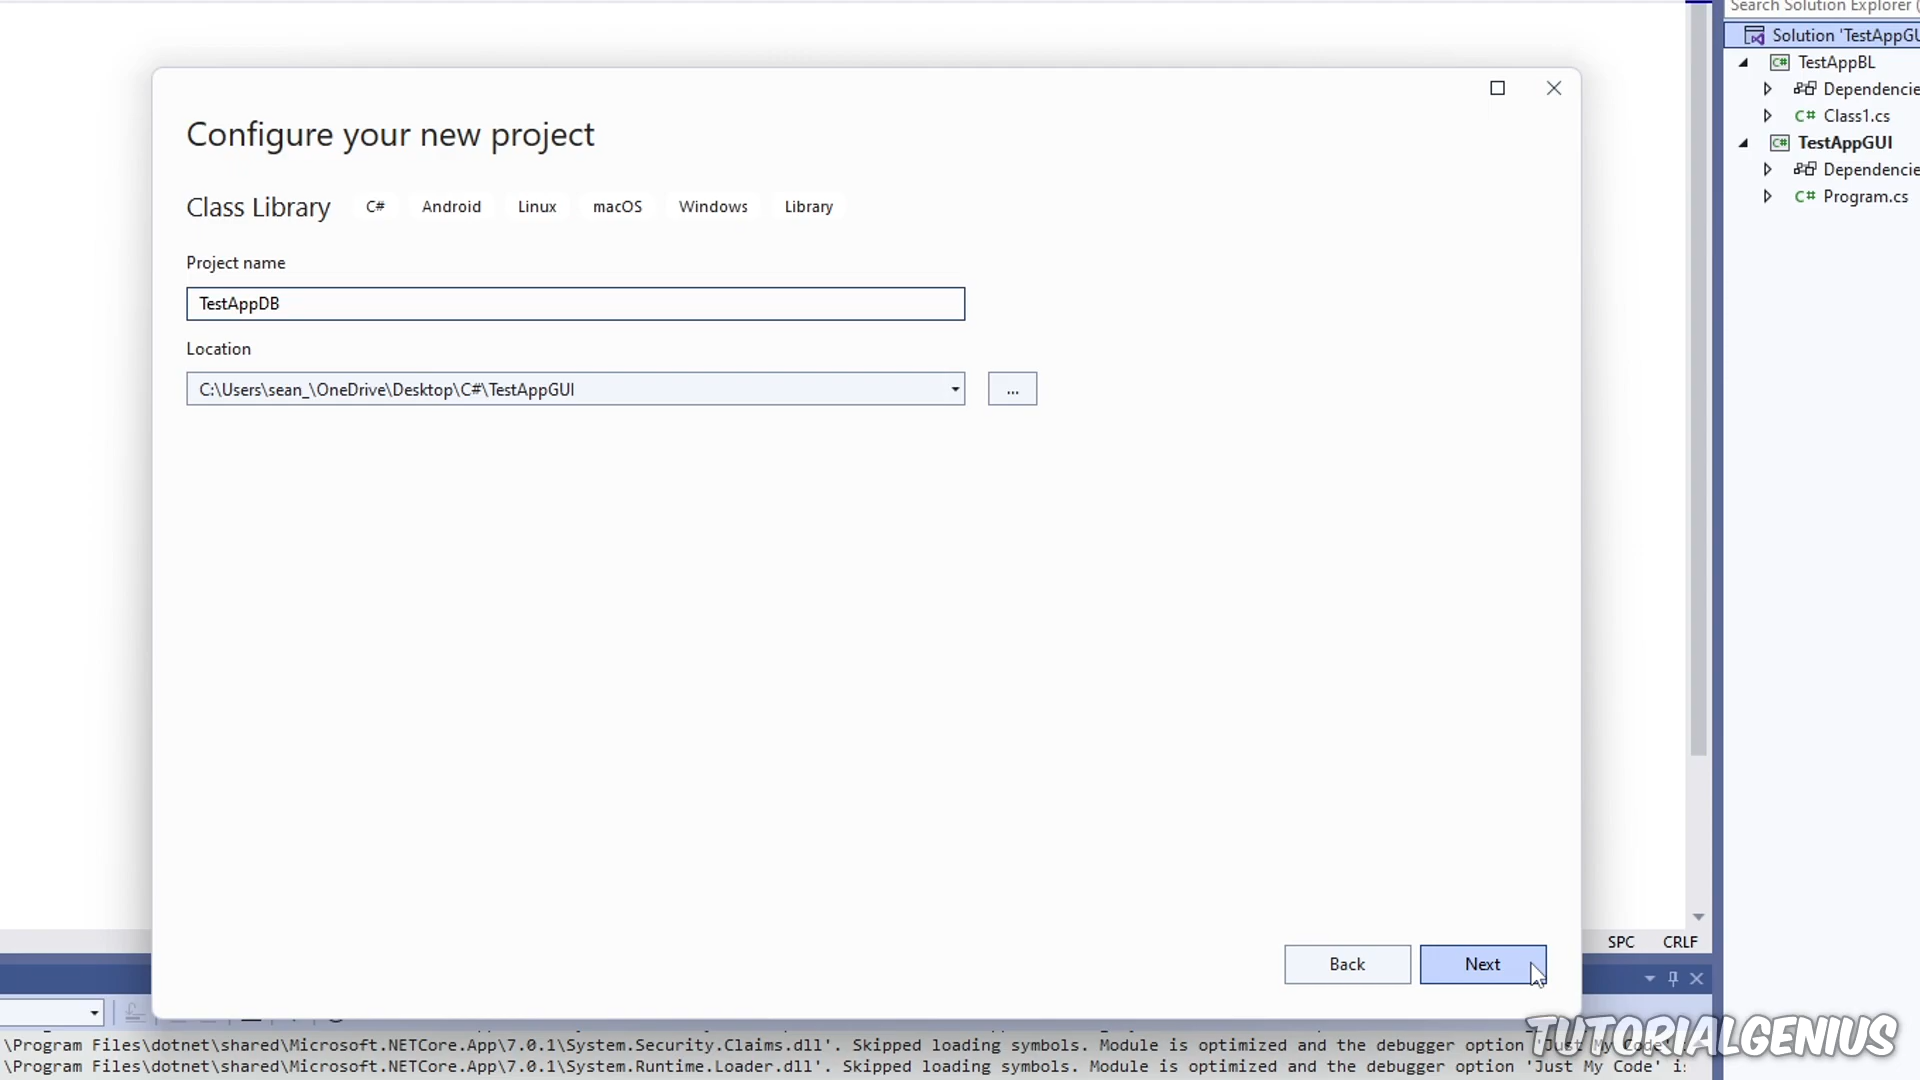 Search Solution Explorer (
Solution 'TestAppGU
TestAppBL
Dependencie
C# Class1.cs
TestAppGUI
Dependencie
C# Program.cs
Configure your new project
Class Library C# Android Linux macOS Windows Library
Project name
TestAppDB
Location
C:\Users\sean_\OneDrive\Desktop\C#\TestAppGUI
...
Back Next
SPC CRLF
\Program Files\dotnet\shared\Microsoft.NETCore.App\7.0.1\System.Security.Claims.dll'. Skipped loading symbols. Module is optimized and the debugger option 'Just My Code'
\Program Files\dotnet\shared\Microsoft.NETCore.App\7.0.1\System.Runtime.Loader.dll'. Skipped loading symbols. Module is optimized and the debugger option 'Just My Code' i
TUTORIALGENIUS